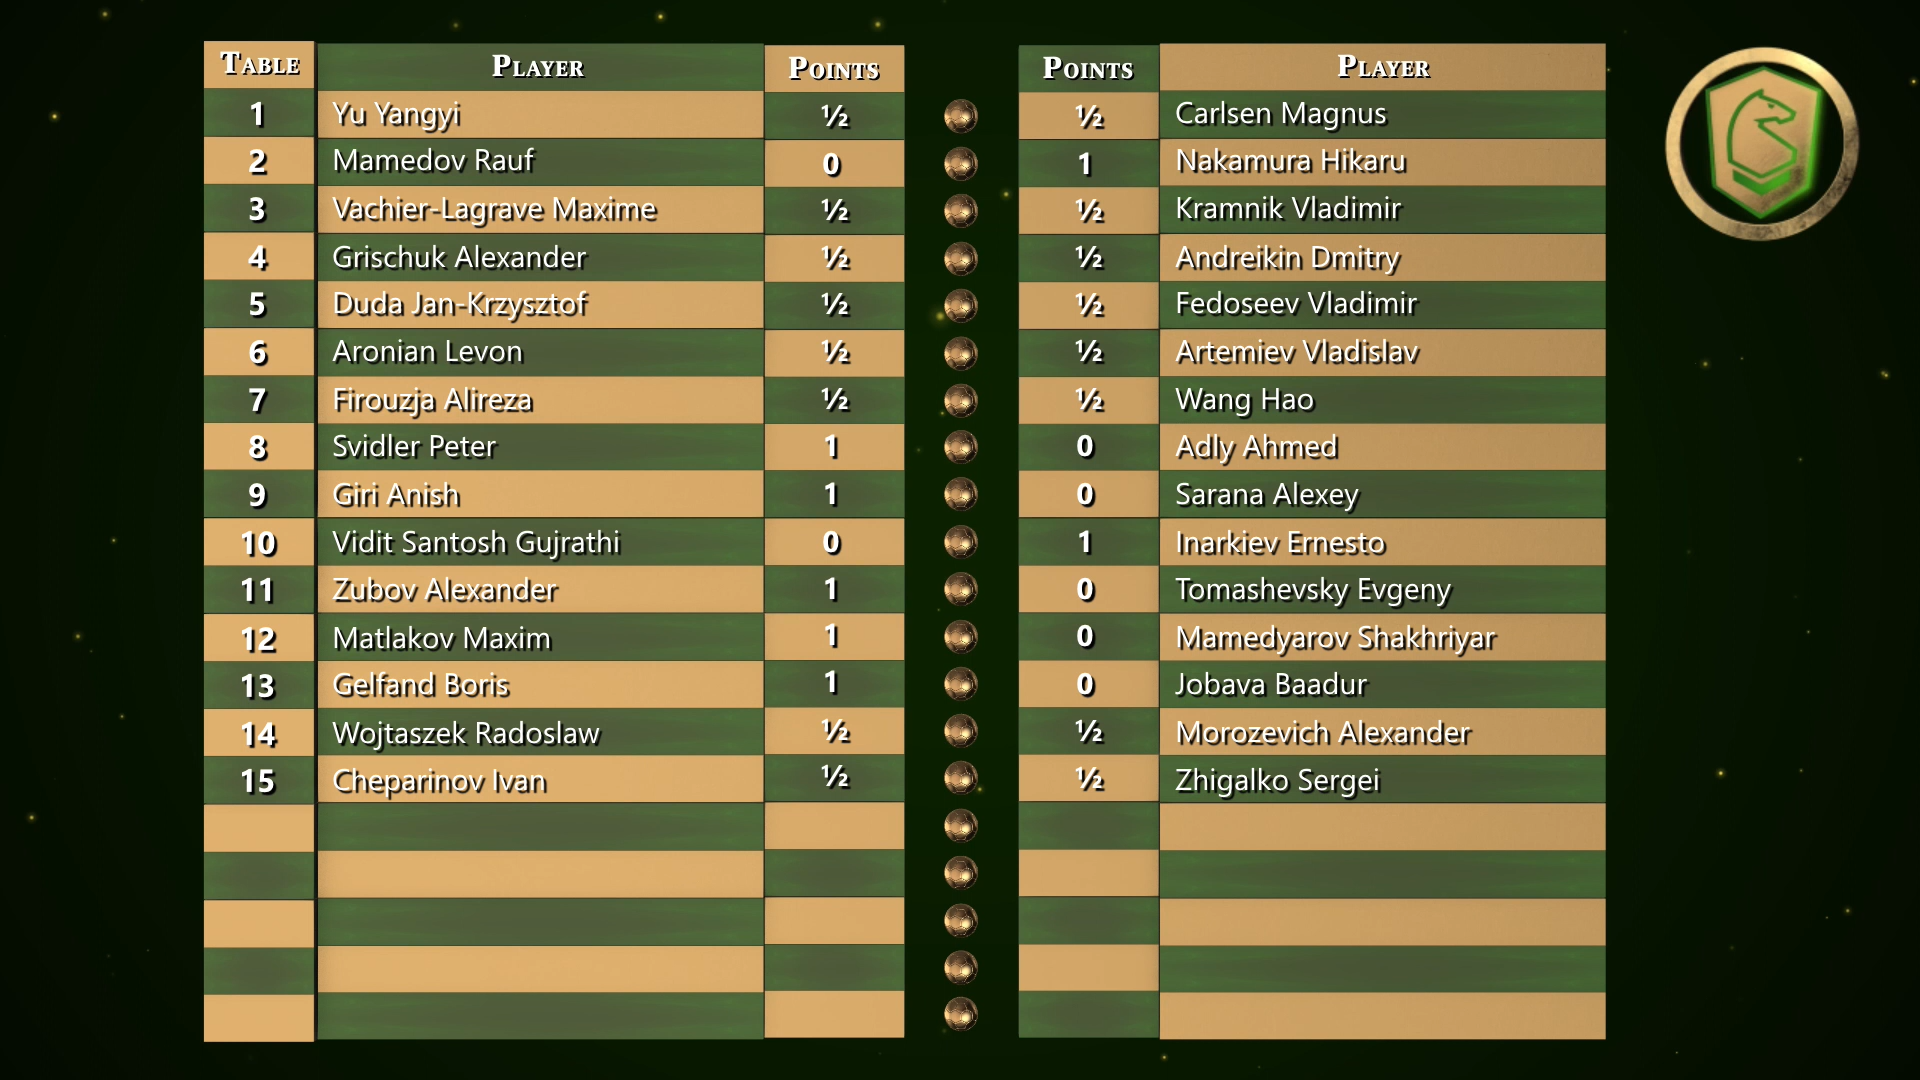 Table Player Points Points Player
1 Yu Yangyi ½ ½ Carlsen Magnus
2 Mamedov Rauf 0 1 Nakamura Hikaru
3 Vachier-Lagrave Maxime ½ ½ Kramnik Vladimir
4 Grischuk Alexander ½ ½ Andreikin Dmitry
5 Duda Jan-Krzysztof ½ ½ Fedoseev Vladimir
6 Aronian Levon ½ ½ Artemiev Vladislav
7 Firouzja Alireza ½ ½ Wang Hao
8 Svidler Peter 1 0 Adly Ahmed
9 Giri Anish 1 0 Sarana Alexey
10 Vidit Santosh Gujrathi 0 1 Inarkiev Ernesto
11 Zubov Alexander 1 0 Tomashevsky Evgeny
12 Matlakov Maxim 1 0 Mamedyarov Shakhriyar
13 Gelfand Boris 1 0 Jobava Baadur
14 Wojtaszek Radoslaw ½ ½ Morozevich Alexander
15 Cheparinov Ivan ½ ½ Zhigalko Sergei